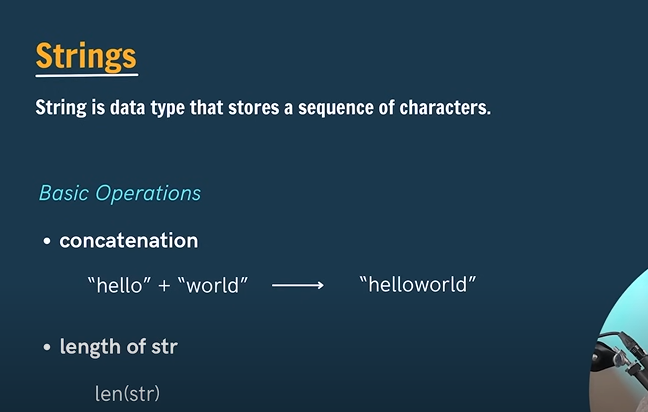 Strings
String is data type that stores a sequence of characters.
Basic Operations
• concatenation
“hello” + “world” ⟶ “helloworld”
• length of str
len(str)